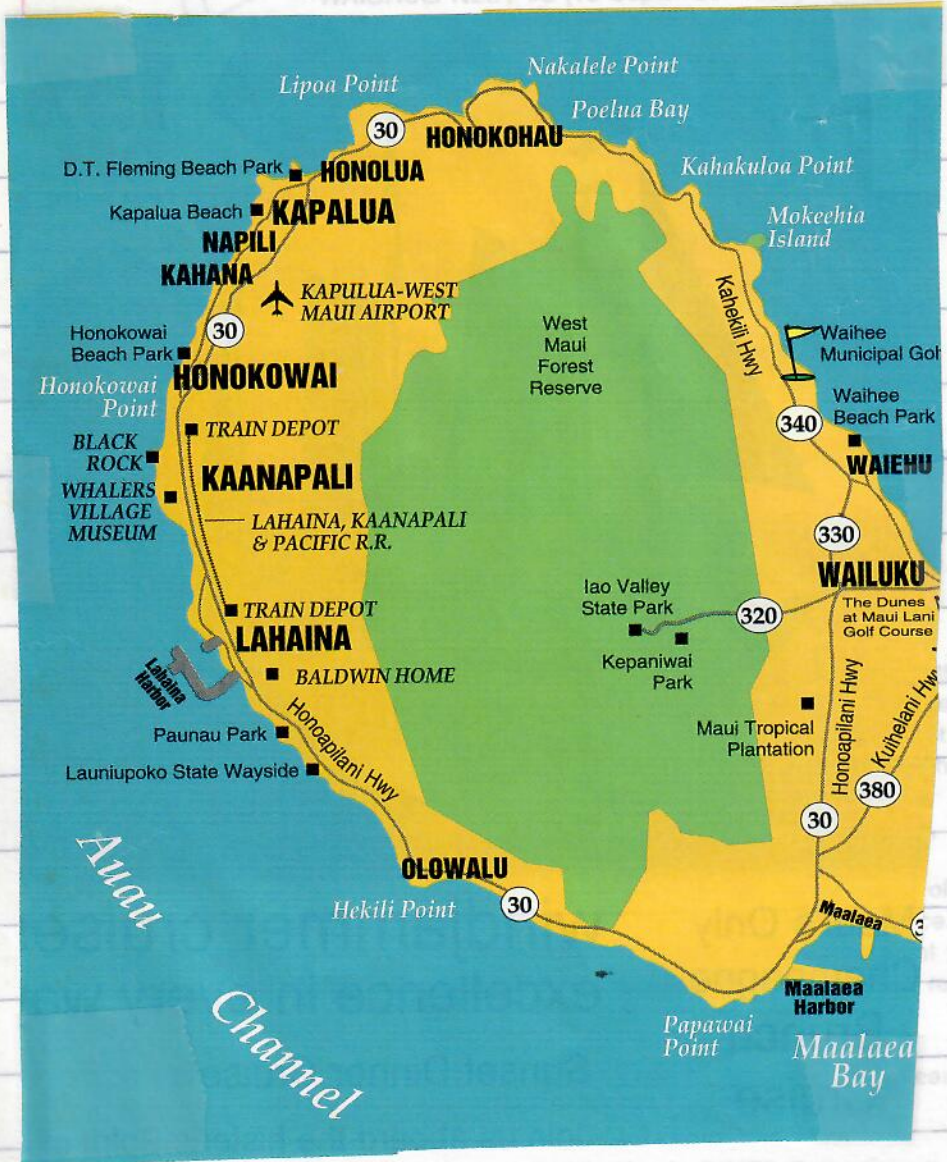 Nakalele Point
Lipoa Point
Poelua Bay
30
HONOKOHAU
D.T. Fleming Beach Park
HONOLUA
Kahakuloa Point
Kapalua Beach
KAPALUA
Mokeehia
Island
NAPILI
KAHANA
KAPULUA-WEST
MAUI AIRPORT
Kahekili Hwy
30
Honokowai
Beach Park
West
Maui
Forest
Reserve
Waihee
Municipal Gol
Honokowai
Point
HONOKOWAI
Waihee
Beach Park
340
TRAIN DEPOT
BLACK
ROCK
WAIEHU
KAANAPALI
WHALERS
VILLAGE
MUSEUM
LAHAINA, KAANAPALI
& PACIFIC R.R.
330
WAILUKU
Iao Valley
State Park
320
The Dunes
at Maui Lani
Golf Course
TRAIN DEPOT
LAHAINA
Kepaniwai
Park
Lahaina
Harbor
BALDWIN HOME
Honoapilani Hwy
Kuihelani Hwy
Maui Tropical
Plantation
Paunau Park
Honoapilani Hwy
Launiupoko State Wayside
380
30
Auau
Channel
OLOWALU
Hekili Point
30
Maalaea
3
Maalaea
Harbor
Papawai
Point
Maalaea
Bay